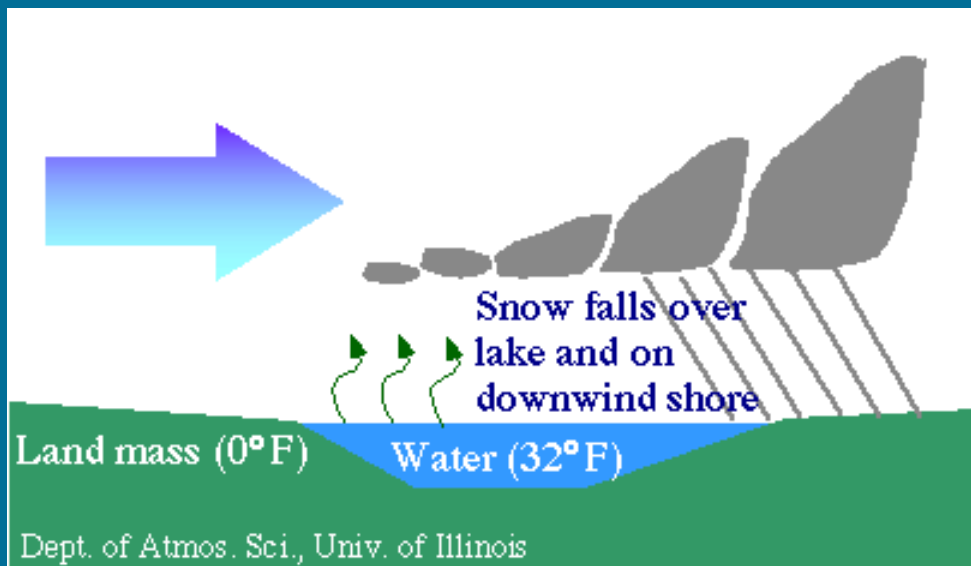 Snow falls over
lake and on
downwind shore
Land mass (0°F)
Water (32°F)
Dept. of Atmos. Sci., Univ. of Illinois